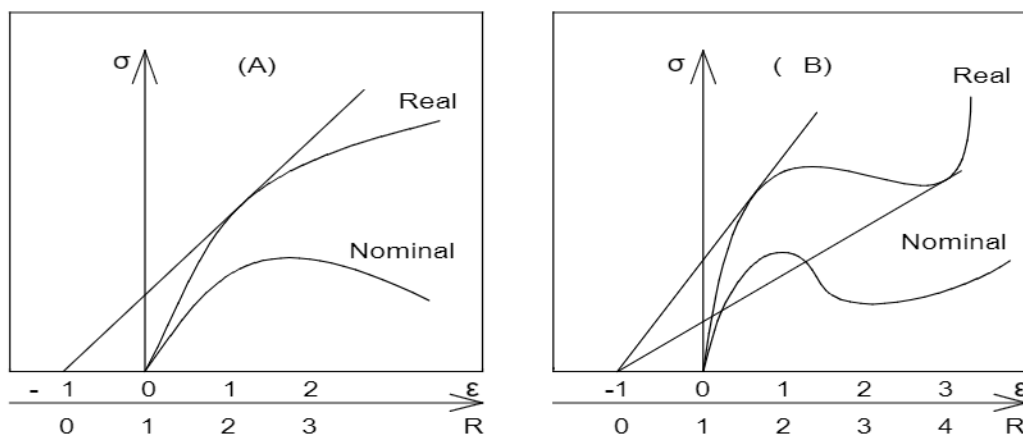 σ (A)
Real
Nominal
- 1 0 1 2 ε
0 1 2 3 R
σ ( B)
Real
Nominal
-1 0 1 2 3 ε
0 1 2 3 4 R